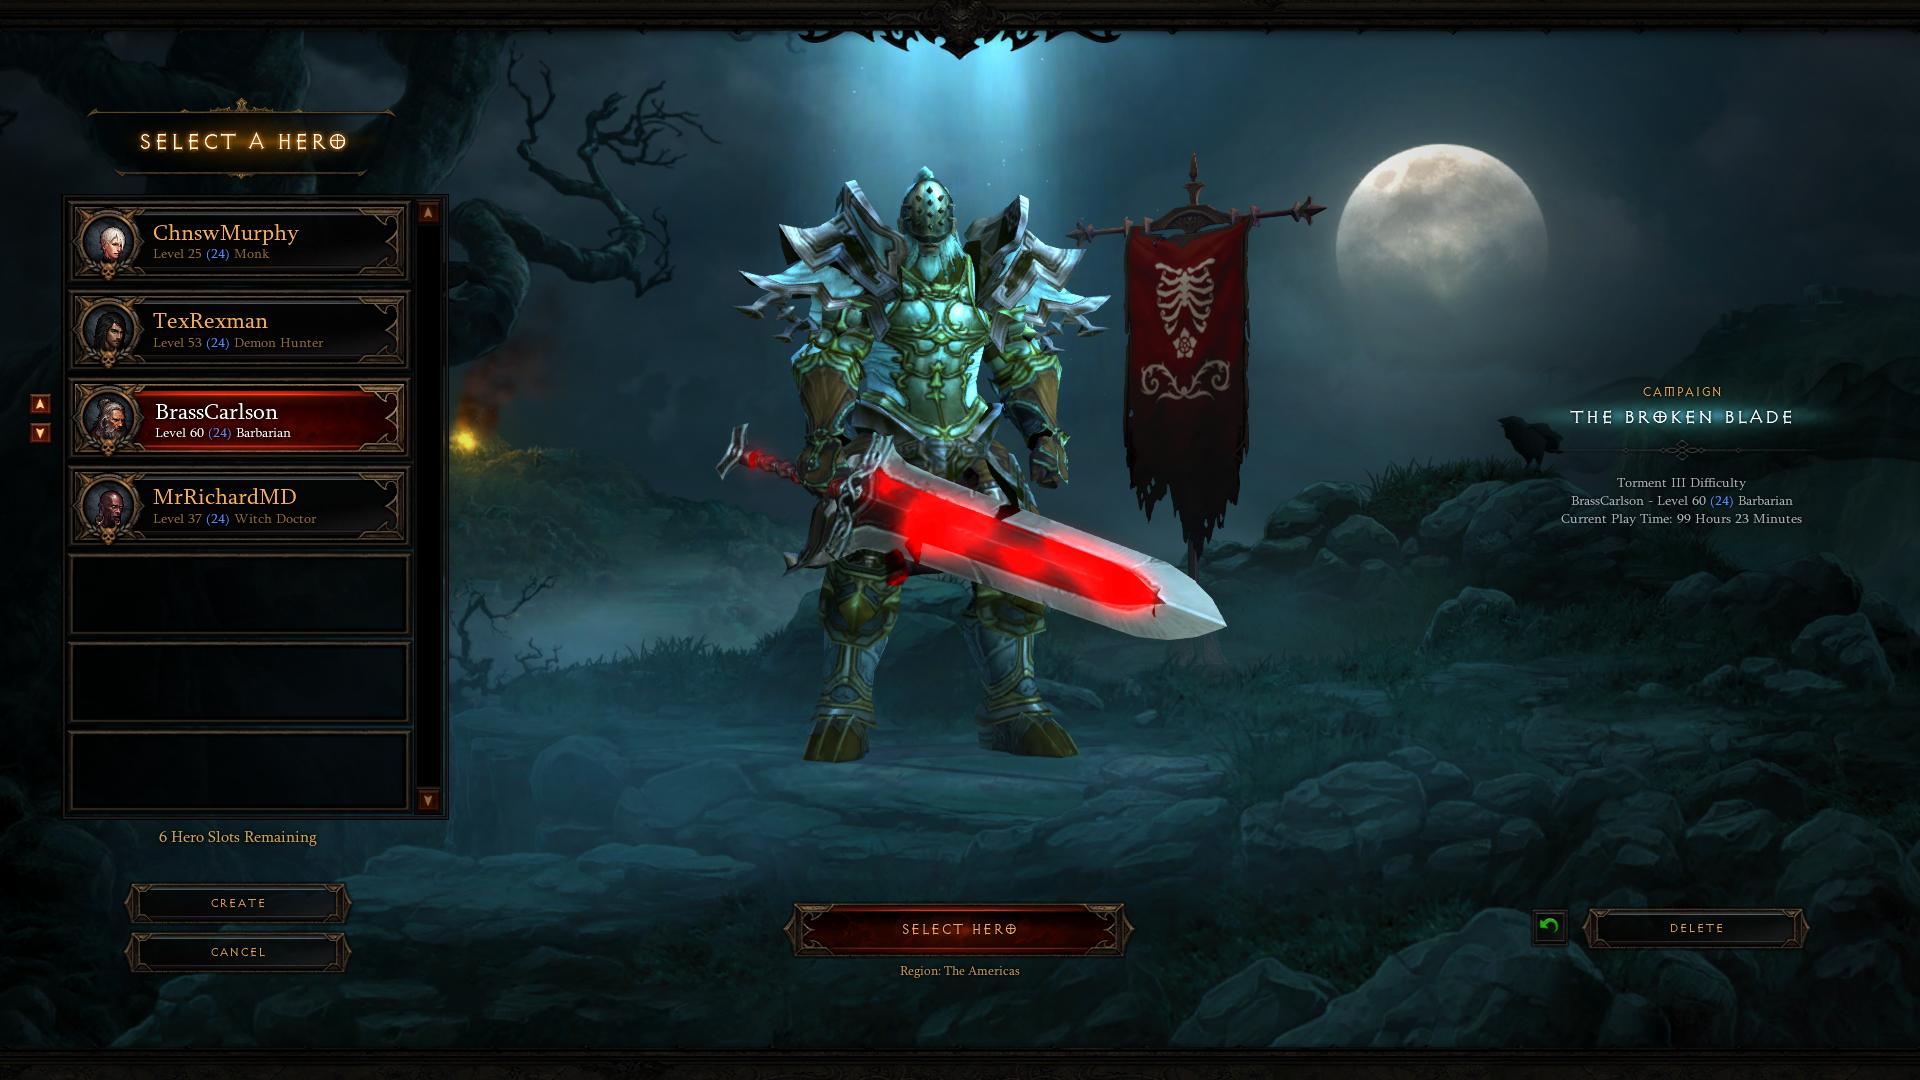 SELECT A HERO
ChnswMurphy
Level 25 (24) Monk
TexRexman
Level 53 (24) Demon Hunter
BrassCarlson
Level 60 (24) Barbarian
MrRichardMD
Level 37 (24) Witch Doctor
6 Hero Slots Remaining
CREATE
CANCEL
SELECT HERO
Region: The Americas
CAMPAIGN
THE BROKEN BLADE
Torment III Difficulty
BrassCarlson - Level 60 (24) Barbarian
Current Play Time: 99 Hours 23 Minutes
DELETE